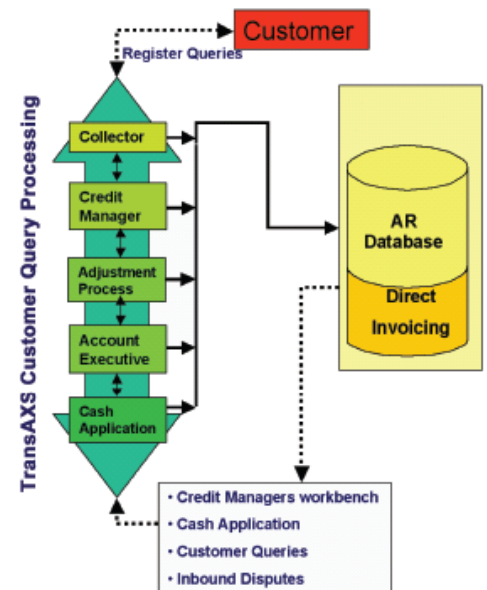 Customer
Register Queries
TransAXS Customer Query Processing
Collector
Credit
Manager
Adjustment
Process
Account
Executive
Cash
Application
AR
Database
Direct
Invoicing
• Credit Managers workbench
• Cash Application
• Customer Queries
• Inbound Disputes